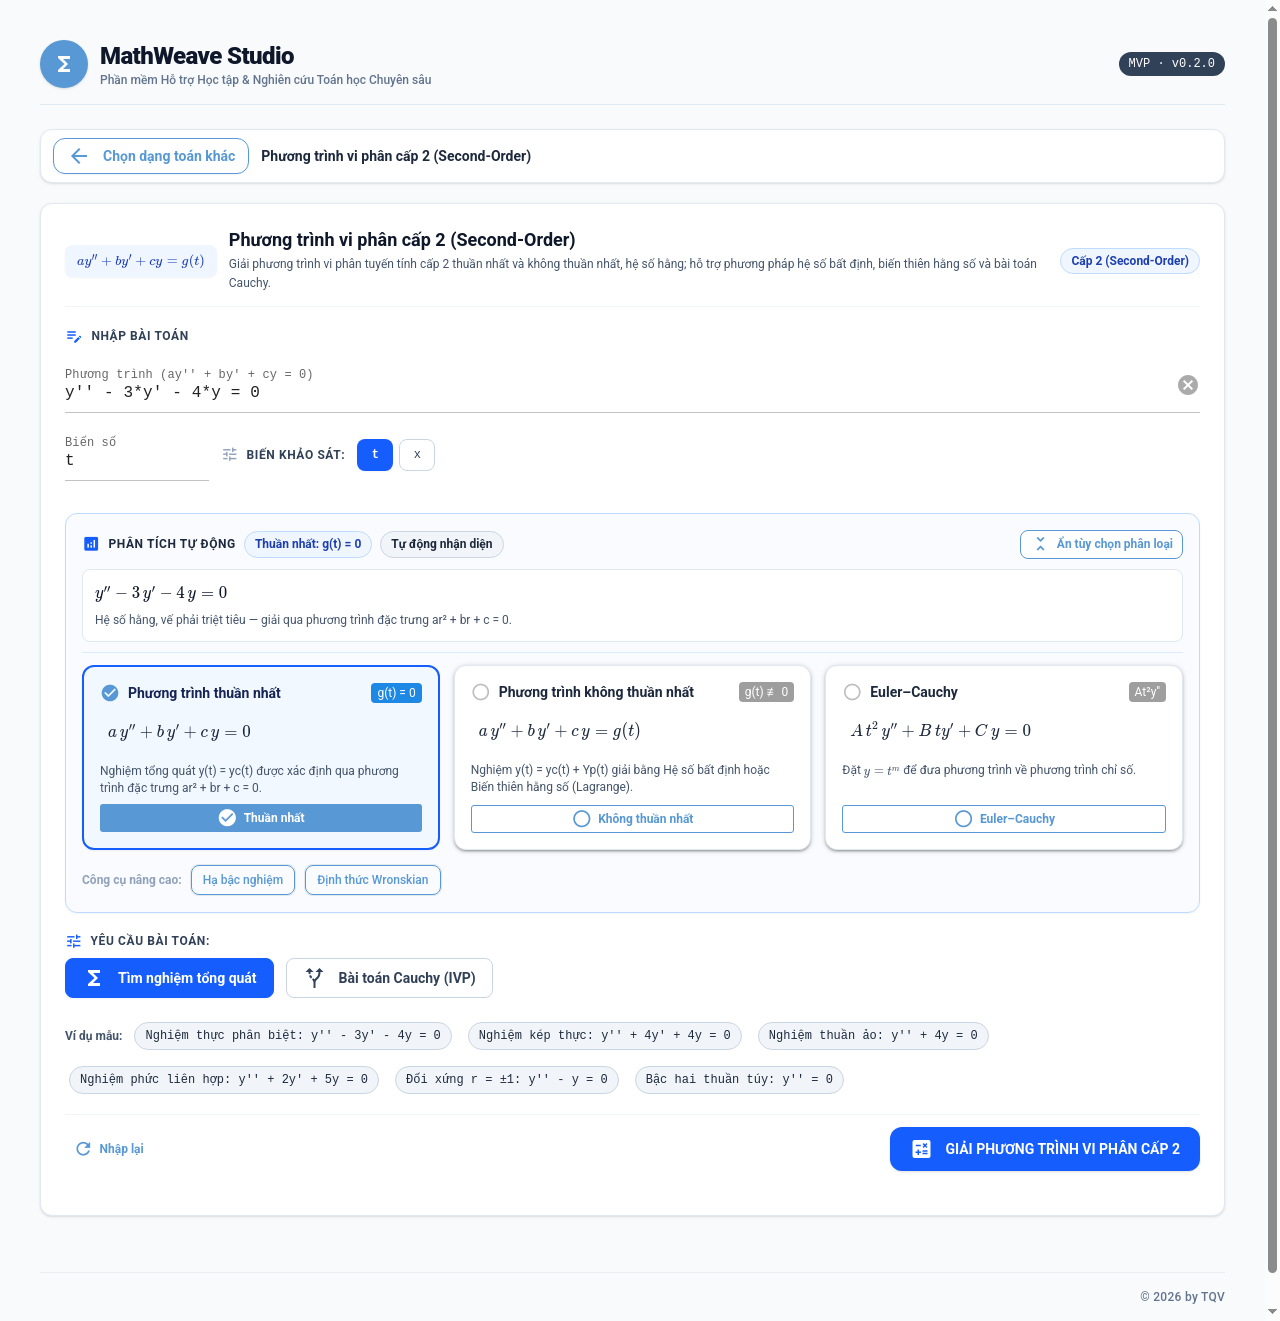 Σ
MathWeave Studio
Phần mềm Hỗ trợ Học tập & Nghiên cứu Toán học Chuyên sâu
MVP · v0.2.0
Chọn dạng toán khác
Phương trình vi phân cấp 2 (Second-Order)
ay″ + by′ + cy = g(t)
Phương trình vi phân cấp 2 (Second-Order)
Giải phương trình vi phân tuyến tính cấp 2 thuần nhất và không thuần nhất, hệ số hằng; hỗ trợ phương pháp hệ số bất định, biến thiên hằng số và bài toán
Cauchy.
Cấp 2 (Second-Order)
NHẬP BÀI TOÁN
Phương trình (ay'' + by' + cy = 0)
y'' - 3*y' - 4*y = 0
Biến số
t
BIẾN KHẢO SÁT:
t
x
PHÂN TÍCH TỰ ĐỘNG
Thuần nhất: g(t) = 0
Tự động nhận diện
Ẩn tùy chọn phân loại
y″ − 3 y′ − 4 y = 0
Hệ số hằng, vế phải triệt tiêu — giải qua phương trình đặc trưng ar² + br + c = 0.
Phương trình thuần nhất
g(t) = 0
a y″ + b y′ + c y = 0
Nghiệm tổng quát y(t) = yc(t) được xác định qua phương
trình đặc trưng ar² + br + c = 0.
Thuần nhất
Phương trình không thuần nhất
g(t) ≢ 0
a y″ + b y′ + c y = g(t)
Nghiệm y(t) = yc(t) + Yp(t) giải bằng Hệ số bất định hoặc
Biến thiên hằng số (Lagrange).
Không thuần nhất
Euler–Cauchy
At²y″
A t² y″ + B t y′ + C y = 0
Đặt y = tᵐ để đưa phương trình về phương trình chỉ số.
Euler–Cauchy
Công cụ nâng cao:
Hạ bậc nghiệm
Định thức Wronskian
YÊU CẦU BÀI TOÁN:
Σ Tìm nghiệm tổng quát
Bài toán Cauchy (IVP)
Ví dụ mẫu:
Nghiệm thực phân biệt: y'' - 3y' - 4y = 0
Nghiệm kép thực: y'' + 4y' + 4y = 0
Nghiệm thuần ảo: y'' + 4y = 0
Nghiệm phức liên hợp: y'' + 2y' + 5y = 0
Đối xứng r = ±1: y'' - y = 0
Bậc hai thuần túy: y'' = 0
Nhập lại
GIẢI PHƯƠNG TRÌNH VI PHÂN CẤP 2
© 2026 by TQV